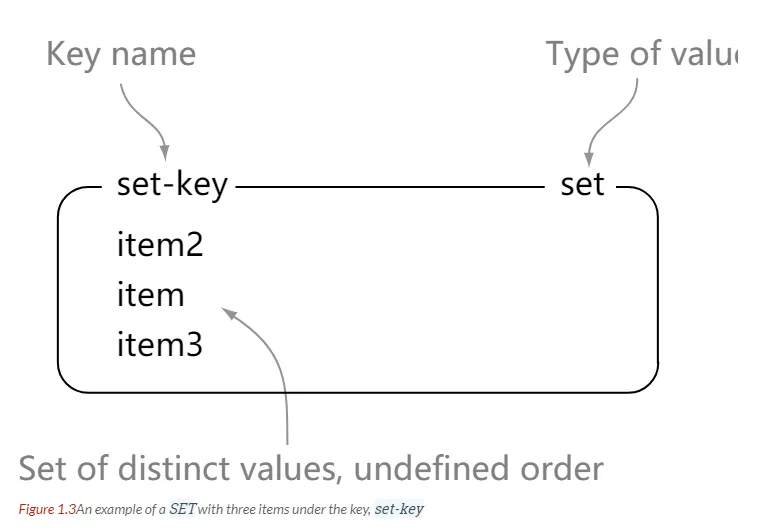 Key name Type of value
set-key set
item2
item
item3
Set of distinct values, undefined order
Figure 1.3An example of a SET with three items under the key, set-key